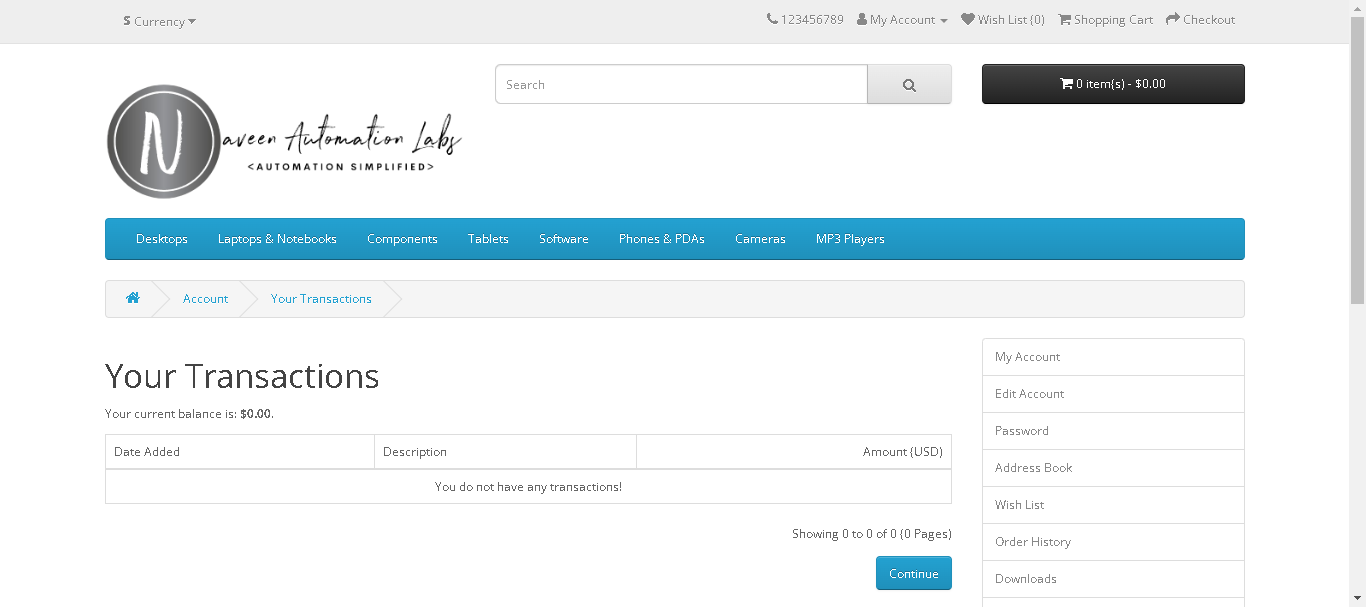 $ Currency
123456789 My Account Wish List (0) Shopping Cart Checkout
Search
0 item(s) - $0.00
Naveen Automation Labs
<AUTOMATION SIMPLIFIED>
Desktops Laptops & Notebooks Components Tablets Software Phones & PDAs Cameras MP3 Players
Account Your Transactions
Your Transactions
Your current balance is: $0.00.
Date Added Description Amount (USD)
You do not have any transactions!
Showing 0 to 0 of 0 (0 Pages)
Continue
My Account
Edit Account
Password
Address Book
Wish List
Order History
Downloads